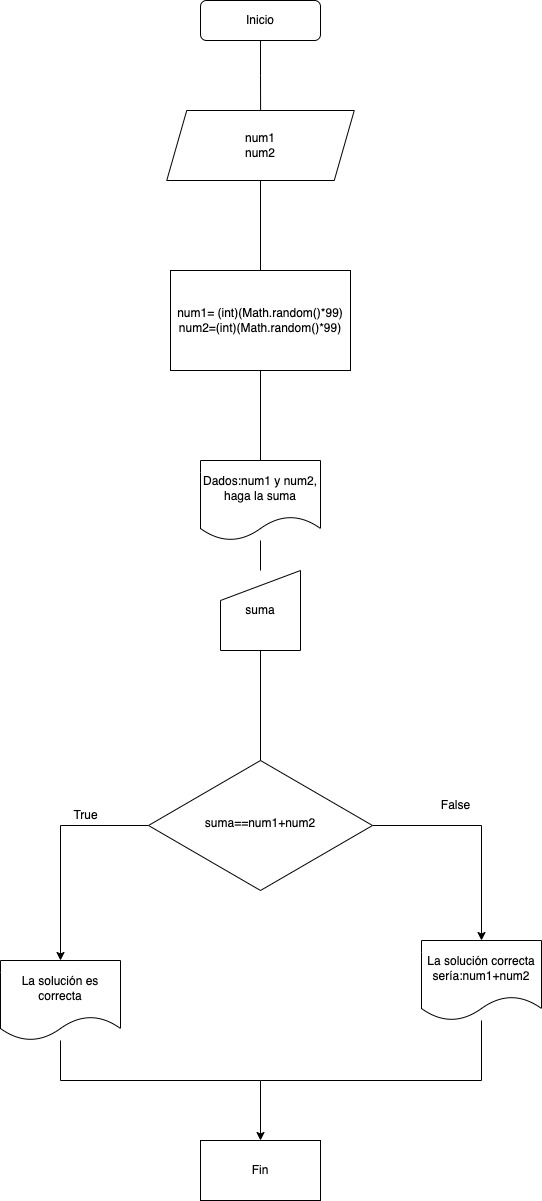 Inicio
num1
num2
num1= (int)(Math.random()*99)
num2=(int)(Math.random()*99)
Dados:num1 y num2,
haga la suma
suma
suma==num1+num2
True
False
La solución es
correcta
La solución correcta
sería:num1+num2
Fin